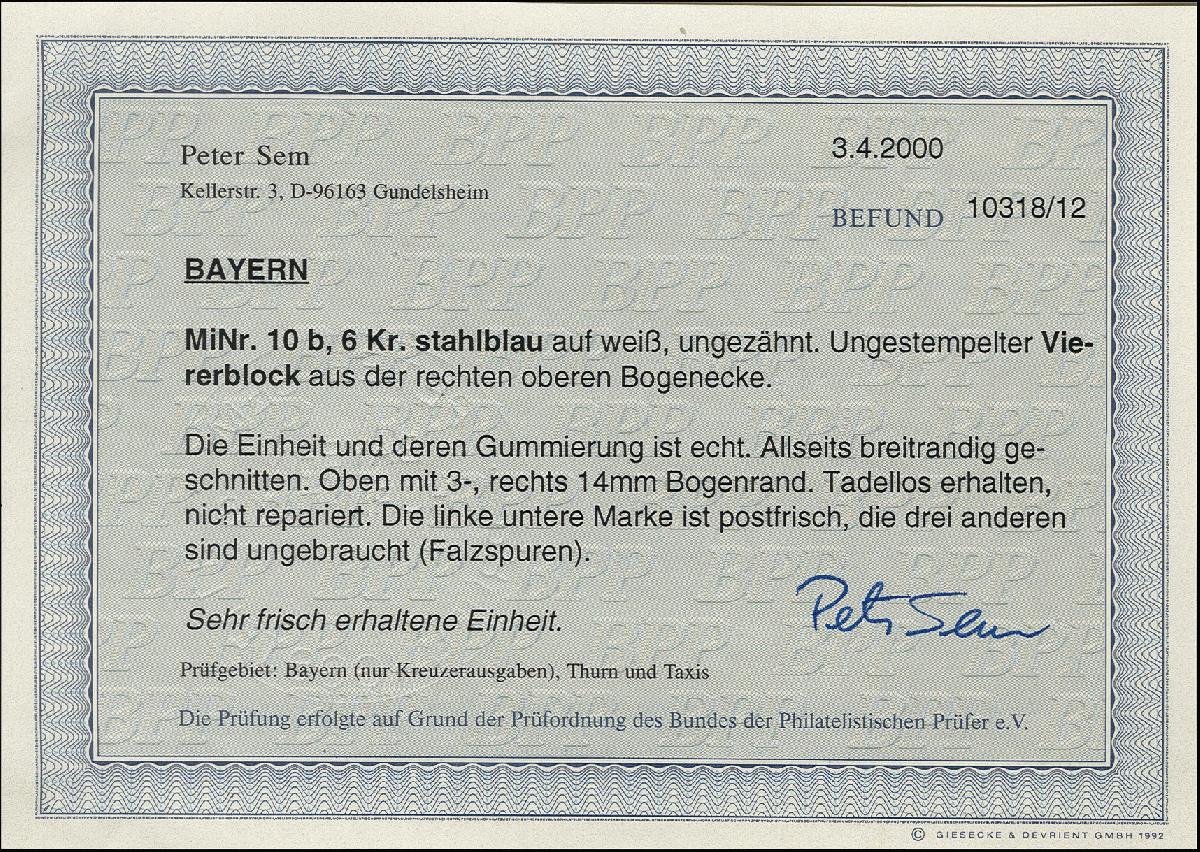 Peter Sem
3.4.2000
Kellerstr. 3, D-96163 Gundelsheim
BEFUND 10318/12
BAYERN
MiNr. 10 b, 6 Kr. stahlblau auf weiß, ungezähnt. Ungestempelter Vie-
rerblock aus der rechten oberen Bogenecke.
Die Einheit und deren Gummierung ist echt. Allseits breitrandig ge-
schnitten. Oben mit 3-, rechts 14mm Bogenrand. Tadellos erhalten,
nicht repariert. Die linke untere Marke ist postfrisch, die drei anderen
sind ungebraucht (Falzspuren).
Peter Sem
Sehr frisch erhaltene Einheit.
Prüfgebiet: Bayern (nur Kreuzerausgaben), Thurn und Taxis
Die Prüfung erfolgte auf Grund der Prüfordnung des Bundes der Philatelistischen Prüfer e.V.
© GIESECKE & DEVRIENT GMBH 1992